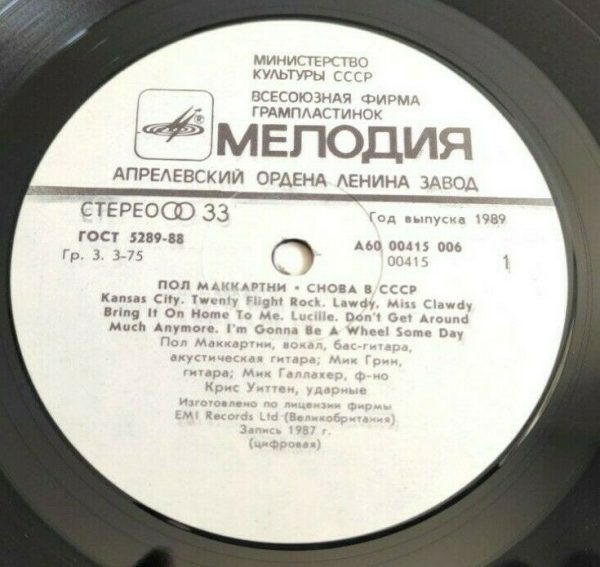 МИНИСТЕРСТВО
КУЛЬТУРЫ СССР
ВСЕСОЮЗНАЯ ФИРМА
ГРАМПЛАСТИНОК
® МЕЛОДИЯ
АПРЕЛЕВСКИЙ ОРДЕНА ЛЕНИНА ЗАВОД
СТЕРЕО 33
Год выпуска 1989
ГОСТ 5289-88
А60 00415 006
Гр. 3. 3-75
00415
1
ПОЛ МАККАРТНИ • СНОВА В СССР
Kansas City. Twenty Flight Rock. Lawdy, Miss Clawdy
Bring It On Home To Me. Lucille. Don't Get Around
Much Anymore. I'm Gonna Be A Wheel Some Day
Пол Маккартни, вокал, бас-гитара,
акустическая гитара; Мик Грин,
гитара; Мик Галлахер, ф-но
Крис Уиттен, ударные
Изготовлено по лицензии фирмы
EMI Records Ltd (Великобритания)
Запись 1987 г.
(цифровая)